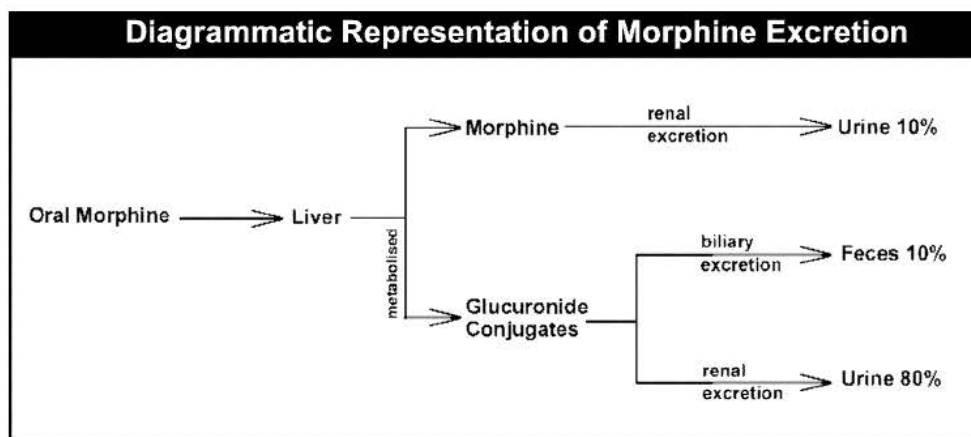 Diagrammatic Representation of Morphine Excretion
Morphine
renal
excretion
Urine 10%
Oral Morphine
Liver
metabolised
biliary
excretion
Feces 10%
Glucuronide
Conjugates
renal
excretion
Urine 80%